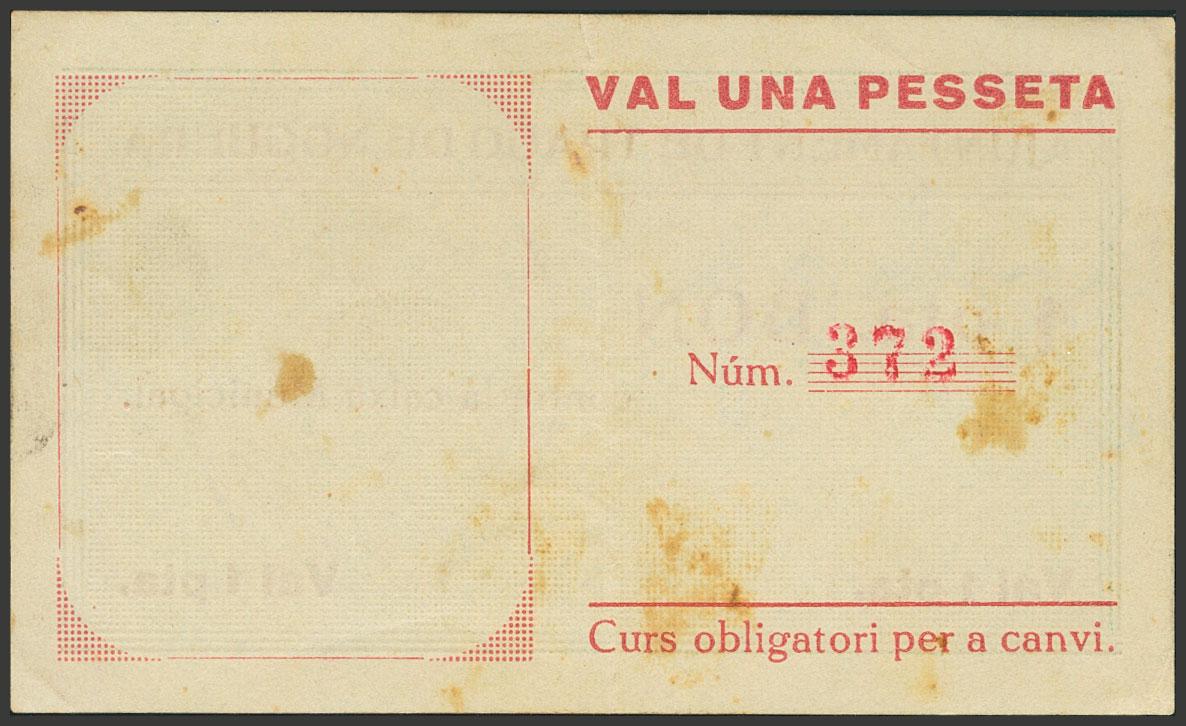 VAL UNA PESSETA
Núm. 372
Curs obligatori per a canvi.